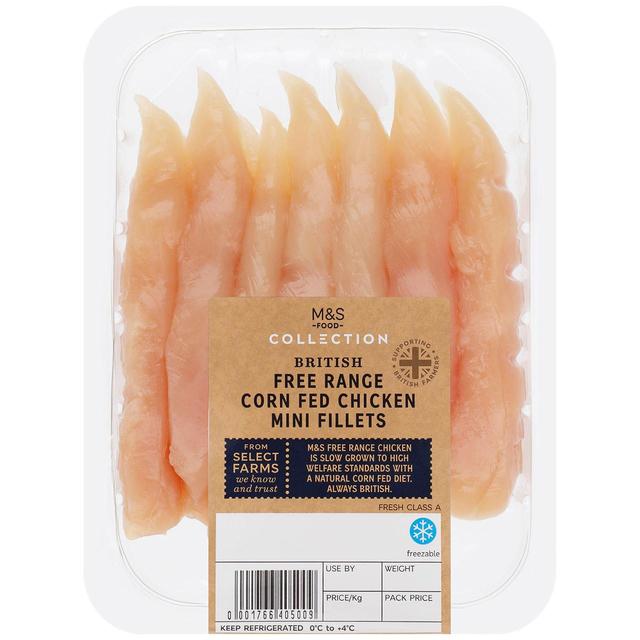 M&S
-FOOD-
COLLECTION
SUPPORTING
BRITISH FARMERS
BRITISH
FREE RANGE
CORN FED CHICKEN
MINI FILLETS
FROM
SELECT
FARMS
we know
and trust
M&S FREE RANGE CHICKEN
IS SLOW GROWN TO HIGH
WELFARE STANDARDS WITH
A NATURAL CORN FED DIET.
ALWAYS BRITISH.
FRESH CLASS A
freezable
USE BY
WEIGHT
PRICE/Kg
PACK PRICE
0 001766 405009
KEEP REFRIGERATED 0°C to +4°C